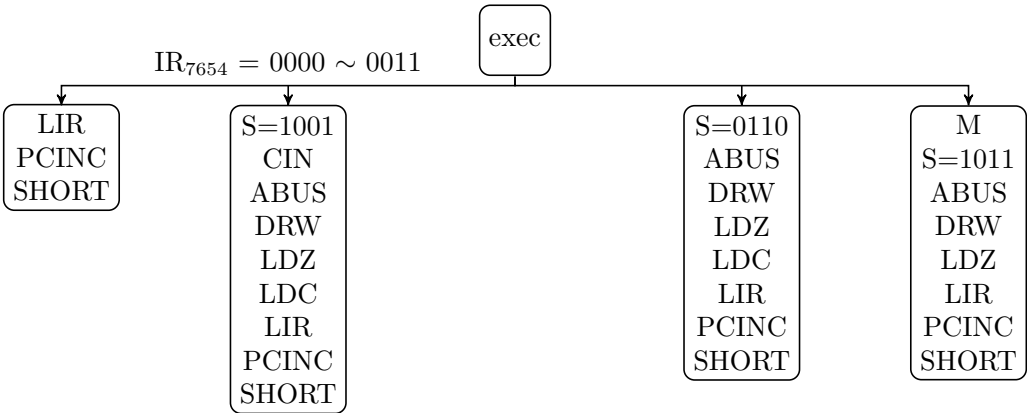 exec
IR₇₆₅₄ = 0000 ∼ 0011
LIR
PCINC
SHORT
S=1001
CIN
ABUS
DRW
LDZ
LDC
LIR
PCINC
SHORT
S=0110
ABUS
DRW
LDZ
LDC
LIR
PCINC
SHORT
M
S=1011
ABUS
DRW
LDZ
LIR
PCINC
SHORT